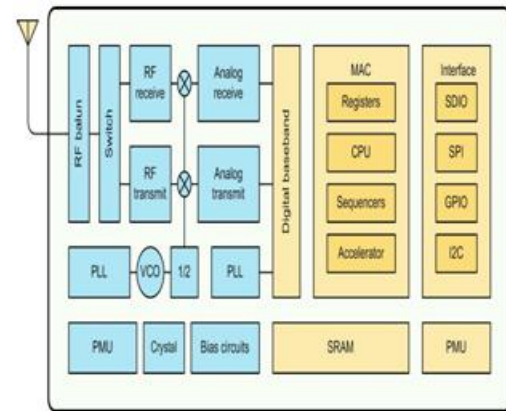 RF balun
Switch
RF
receive
RF
transmit
Analog
receive
Analog
transmit
Digital baseband
PLL
VCO
1/2
PLL
MAC
Registers
CPU
Sequencers
Accelerator
Interface
SDIO
SPI
GPIO
I2C
PMU
Crystal
Bias circuits
SRAM
PMU